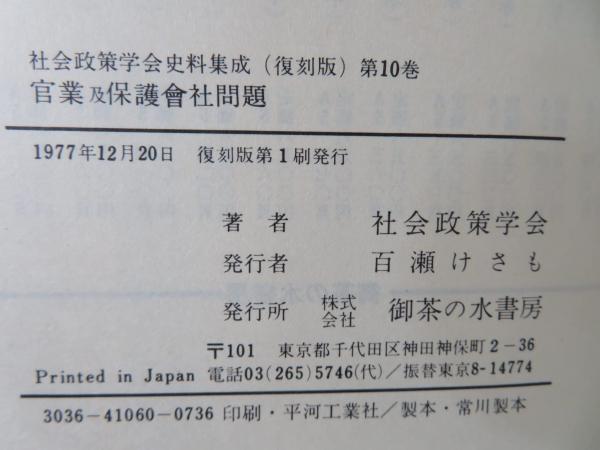 社会政策学会史料集成（復刻版）第10巻
官業及保護會社問題
1977年12月20日 復刻版第1刷発行
著者 社会政策学会
発行者 百瀬けさも
発行所 株式会社 御茶の水書房
〒101 東京都千代田区神田神保町2－36
Printed in Japan 電話03(265)5746(代)／振替東京8-14774
3036－41060－0736 印刷・平河工業社／製本・常川製本